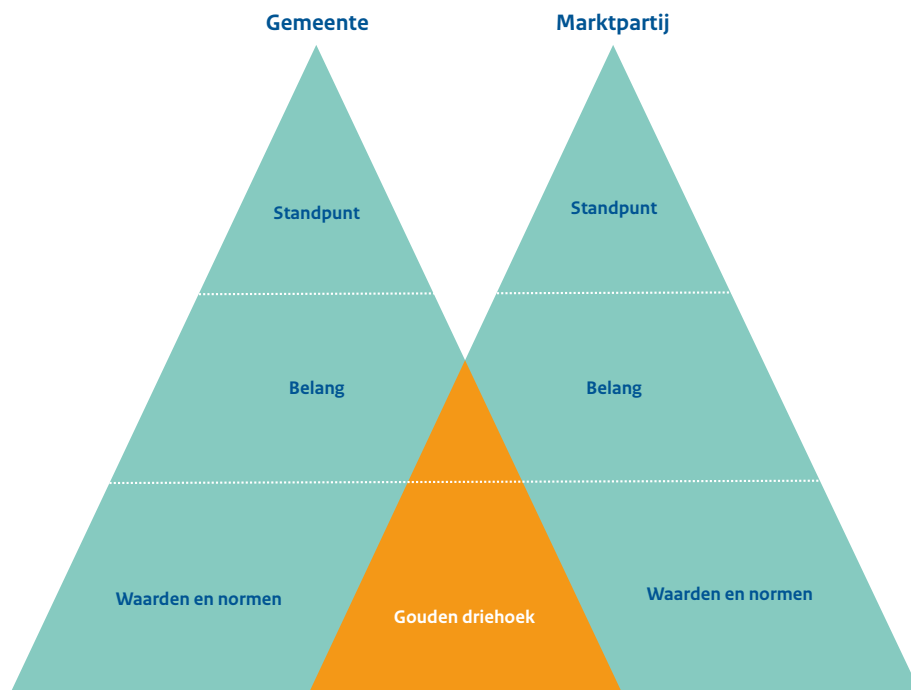 Gemeente
Marktpartij
Standpunt
Standpunt
Belang
Belang
Waarden en normen
Waarden en normen
Gouden driehoek